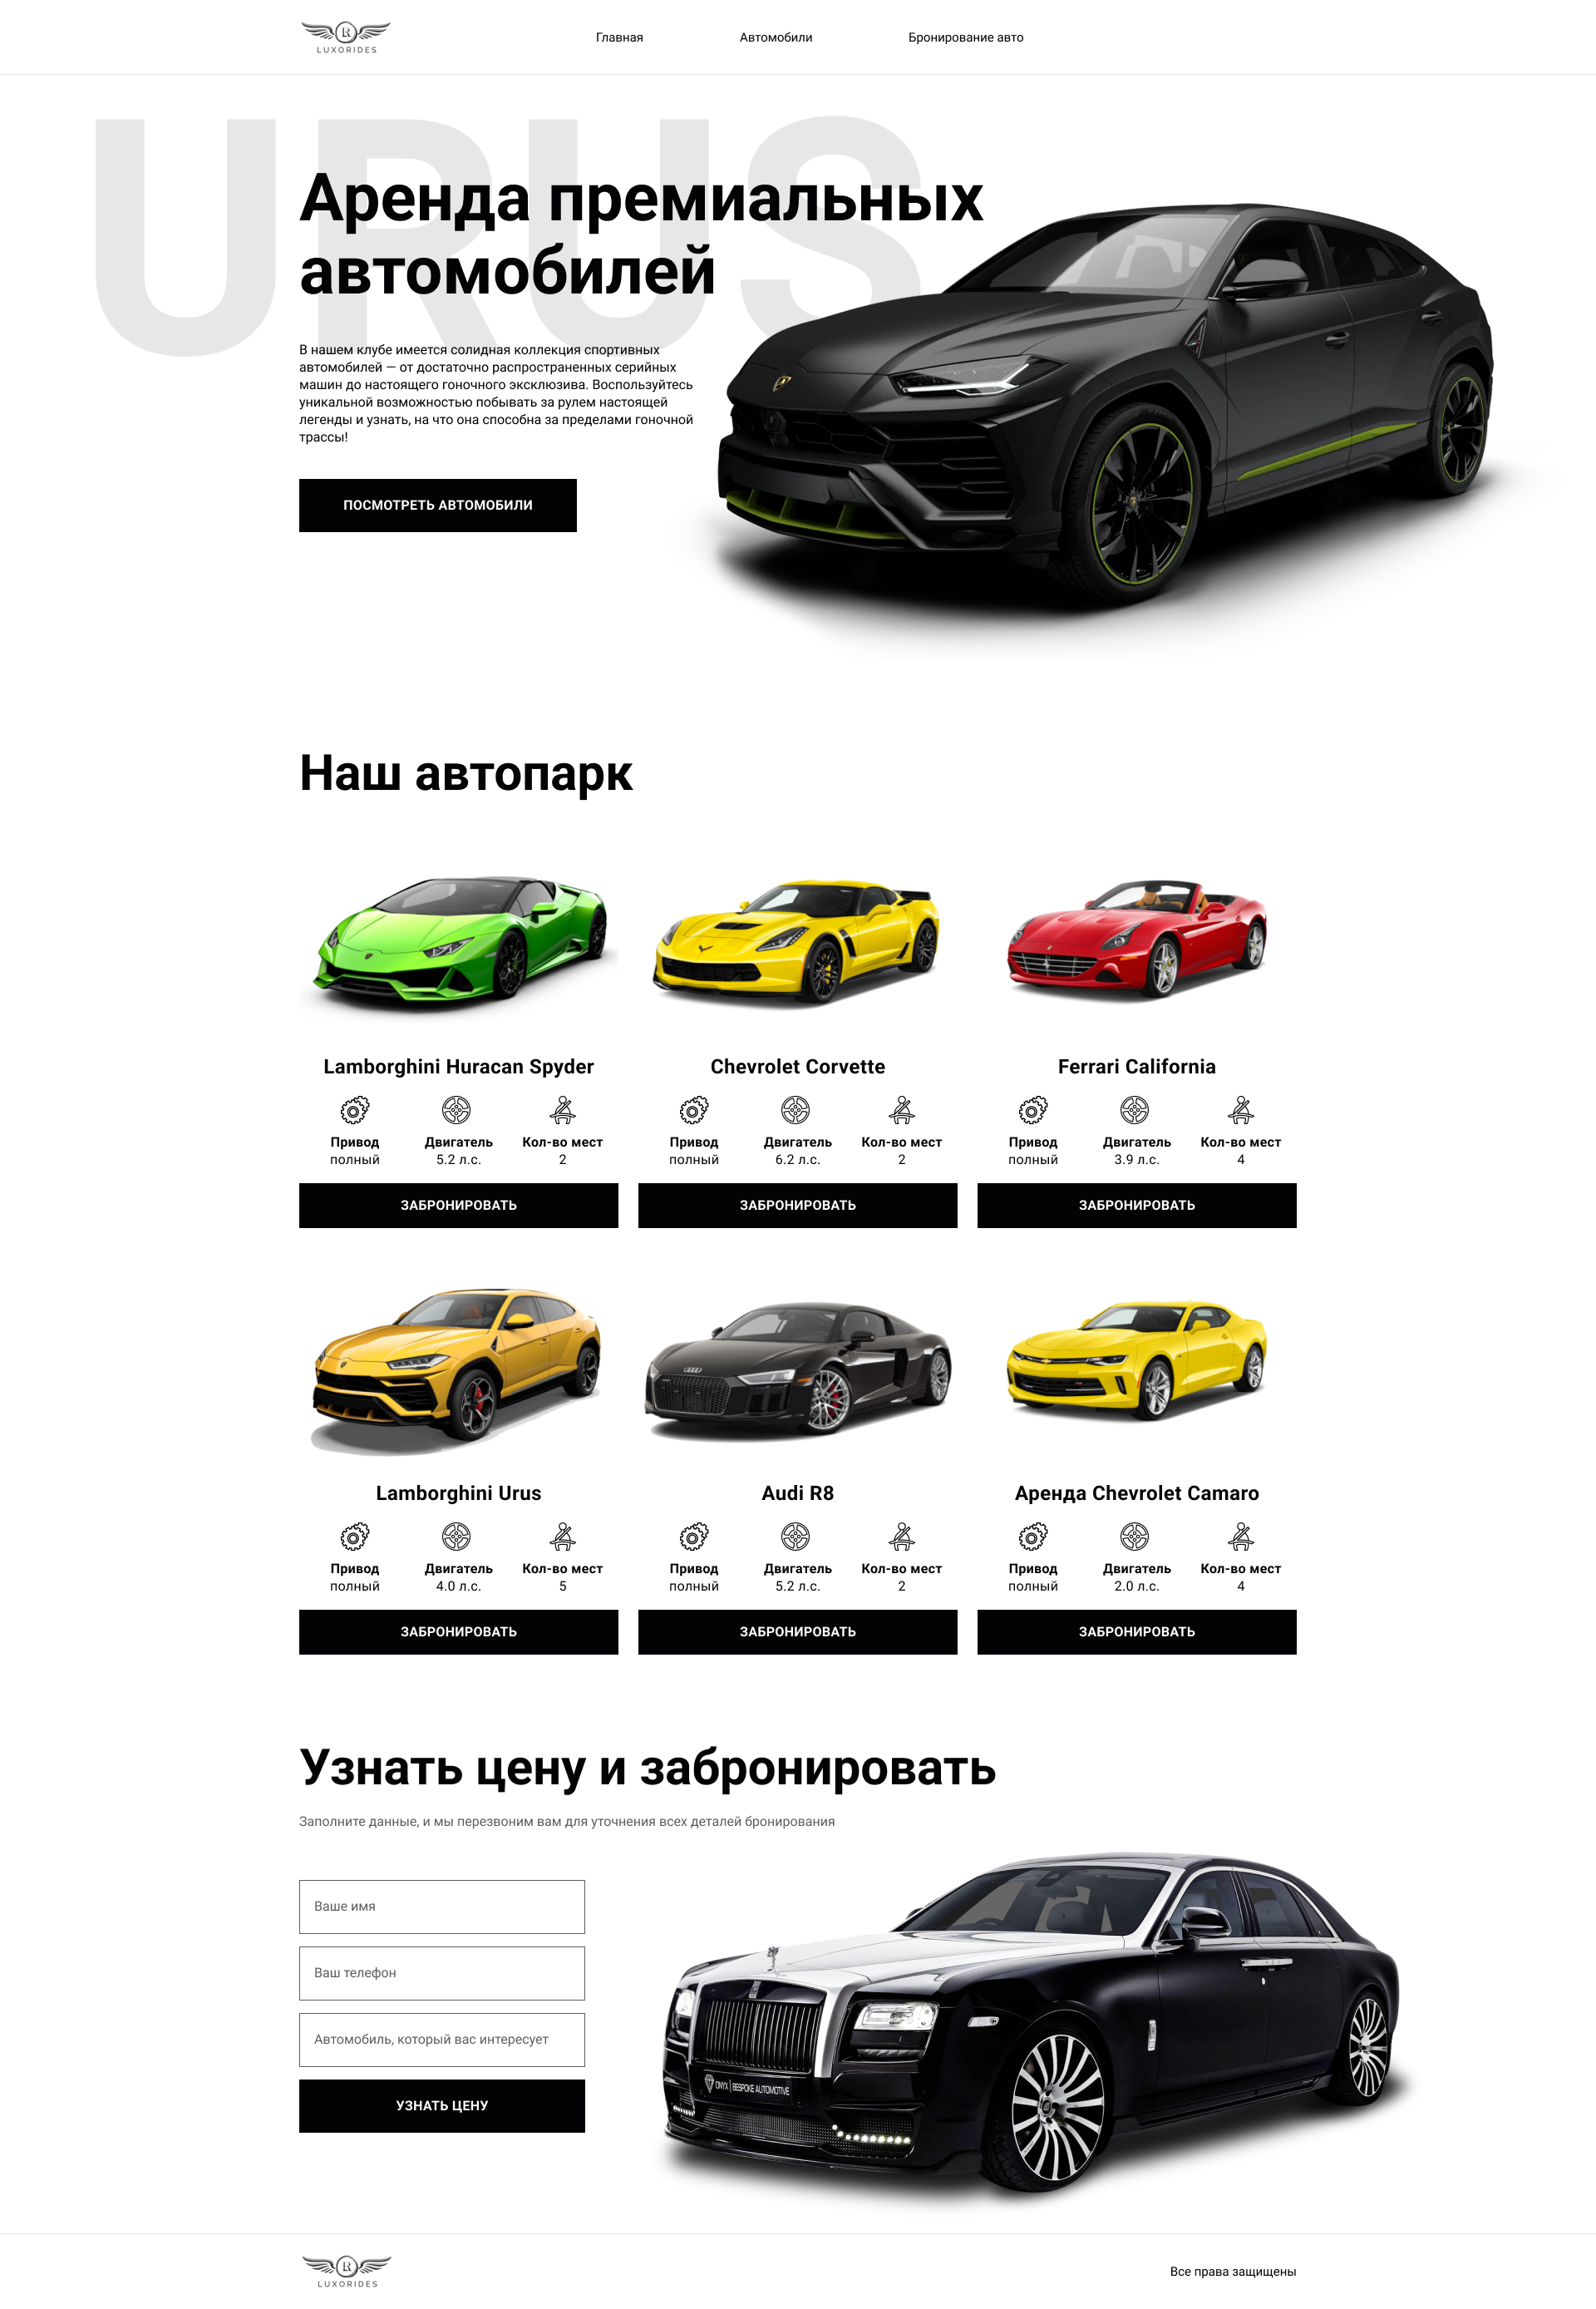 LR
LUXORIDES
Главная
Автомобили
Бронирование авто
URUS
Аренда премиальных
автомобилей
В нашем клубе имеется солидная коллекция спортивных
автомобилей — от достаточно распространенных серийных
машин до настоящего гоночного эксклюзива. Воспользуйтесь
уникальной возможностью побывать за рулем настоящей
легенды и узнать, на что она способна за пределами гоночной
трассы!
ПОСМОТРЕТЬ АВТОМОБИЛИ
Наш автопарк
Lamborghini Huracan Spyder
Привод
полный
Двигатель
5.2 л.с.
Кол-во мест
2
ЗАБРОНИРОВАТЬ
Chevrolet Corvette
Привод
полный
Двигатель
6.2 л.с.
Кол-во мест
2
ЗАБРОНИРОВАТЬ
Ferrari California
Привод
полный
Двигатель
3.9 л.с.
Кол-во мест
4
ЗАБРОНИРОВАТЬ
Lamborghini Urus
Привод
полный
Двигатель
4.0 л.с.
Кол-во мест
5
ЗАБРОНИРОВАТЬ
Audi R8
Привод
полный
Двигатель
5.2 л.с.
Кол-во мест
2
ЗАБРОНИРОВАТЬ
Аренда Chevrolet Camaro
Привод
полный
Двигатель
2.0 л.с.
Кол-во мест
4
ЗАБРОНИРОВАТЬ
Узнать цену и забронировать
Заполните данные, и мы перезвоним вам для уточнения всех деталей бронирования
Ваше имя
Ваш телефон
Автомобиль, который вас интересует
УЗНАТЬ ЦЕНУ
ONYX | BESPOKE AUTOMOTIVE
LR
LUXORIDES
Все права защищены